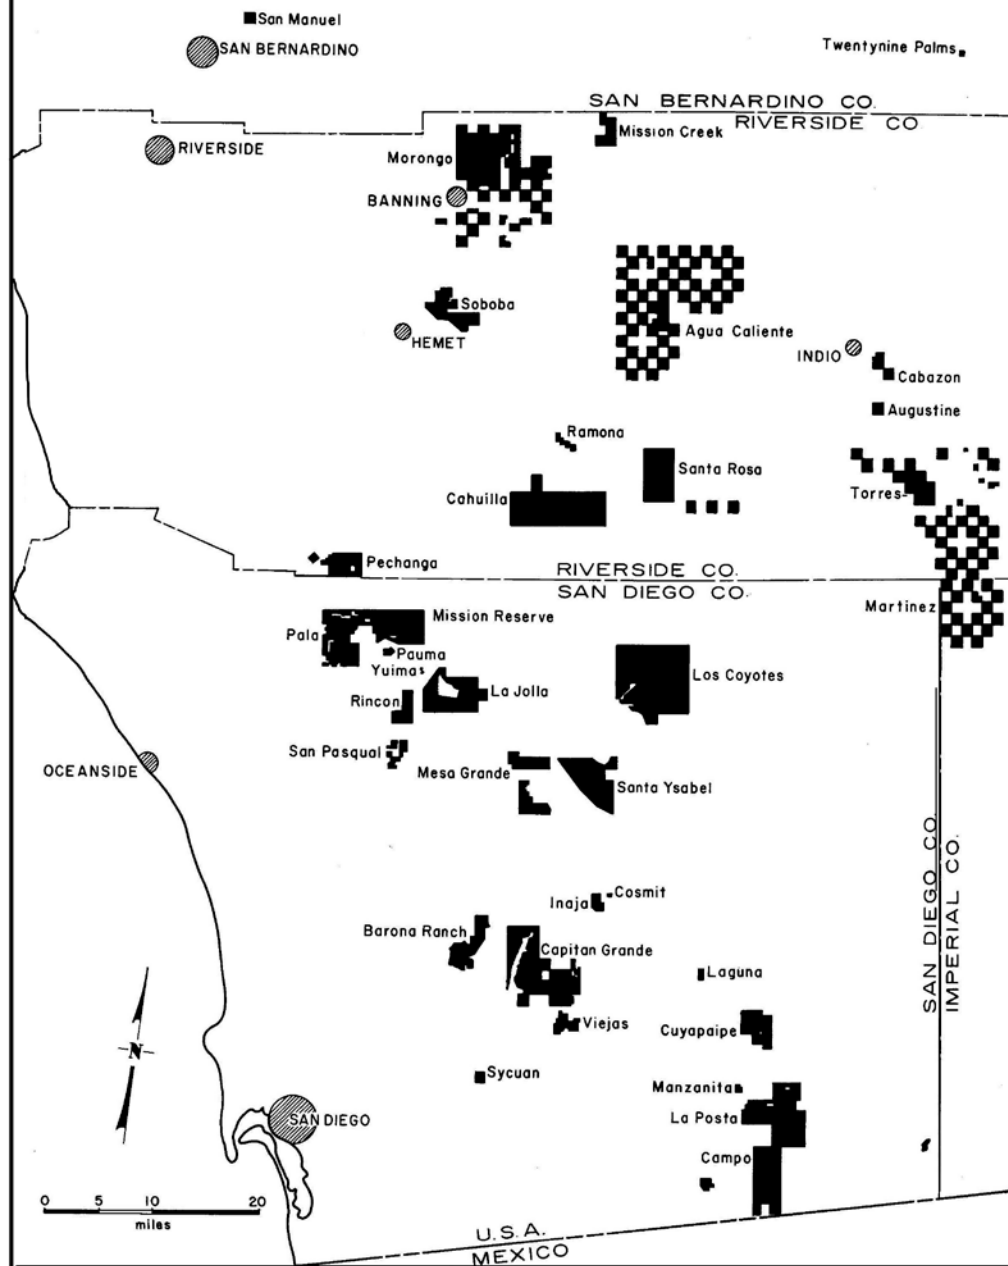 San Manuel
SAN BERNARDINO
Twentynine Palms
SAN BERNARDINO CO.
RIVERSIDE CO.
RIVERSIDE
Morongo
Mission Creek
BANNING
Soboba
HEMET
Agua Caliente
INDIO
Cabazon
Augustine
Ramona
Santa Rosa
Cahuilla
Torres-
Pechanga
RIVERSIDE CO.
SAN DIEGO CO.
Martinez
Mission Reserve
Pala
Pauma
Yuima
La Jolla
Los Coyotes
Rincon
San Pasqual
OCEANSIDE
Mesa Grande
Santa Ysabel
SAN DIEGO CO.
IMPERIAL CO.
Cosmit
Inaja
Barona Ranch
Capitan Grande
Laguna
Viejas
Cuyapaipe
N
Sycuan
Manzanita
La Posta
SAN DIEGO
Campo
0 5 10 20
miles
U.S.A.
MEXICO